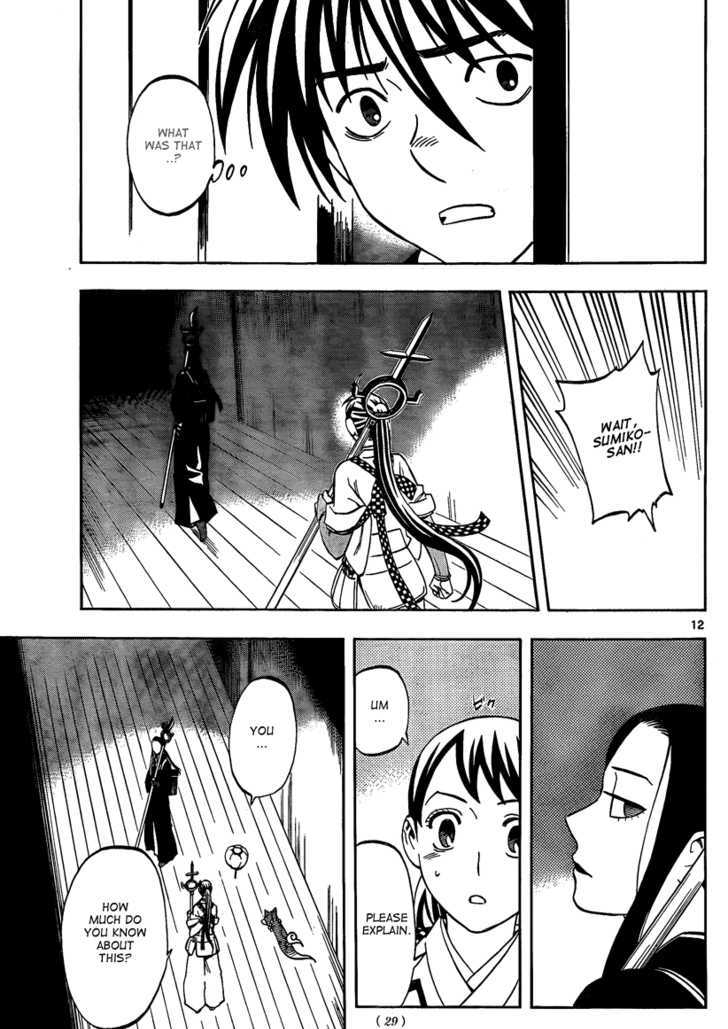 WHAT
WAS THAT
..?
WAIT,
SUMIKO-
SAN!!
12
UM
...
PLEASE
EXPLAIN.
YOU
...
HOW
MUCH DO
YOU KNOW
ABOUT
THIS?
( 29 )